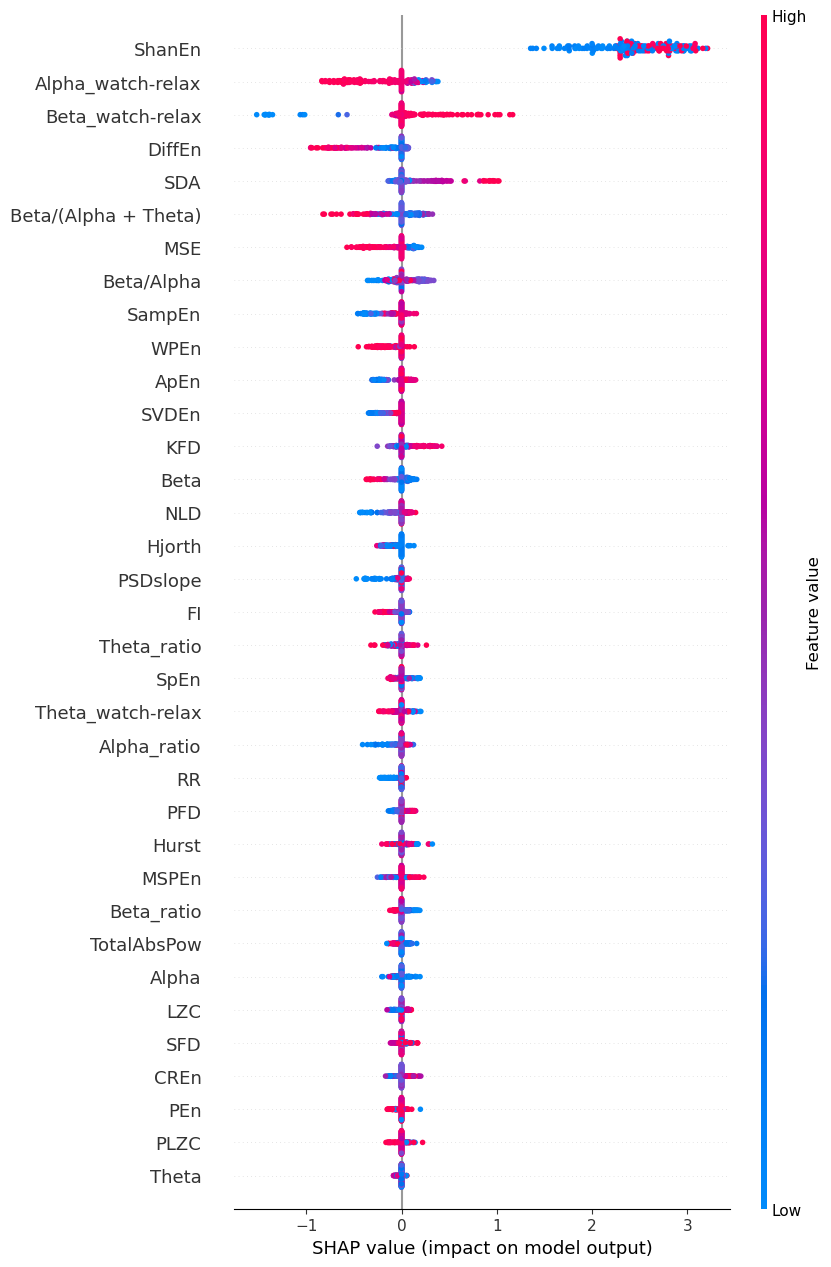 High
ShanEn
Alpha_watch-relax
Beta_watch-relax
DiffEn
SDA
Beta/(Alpha + Theta)
MSE
Beta/Alpha
SampEn
WPEn
ApEn
SVDEn
KFD
Beta
NLD
Hjorth
PSDslope
FI
Theta_ratio
SpEn
Theta_watch-relax
Alpha_ratio
RR
PFD
Hurst
MSPEn
Beta_ratio
TotalAbsPow
Alpha
LZC
SFD
CREn
PEn
PLZC
Theta
Feature value
Low
−1 0 1 2 3
SHAP value (impact on model output)